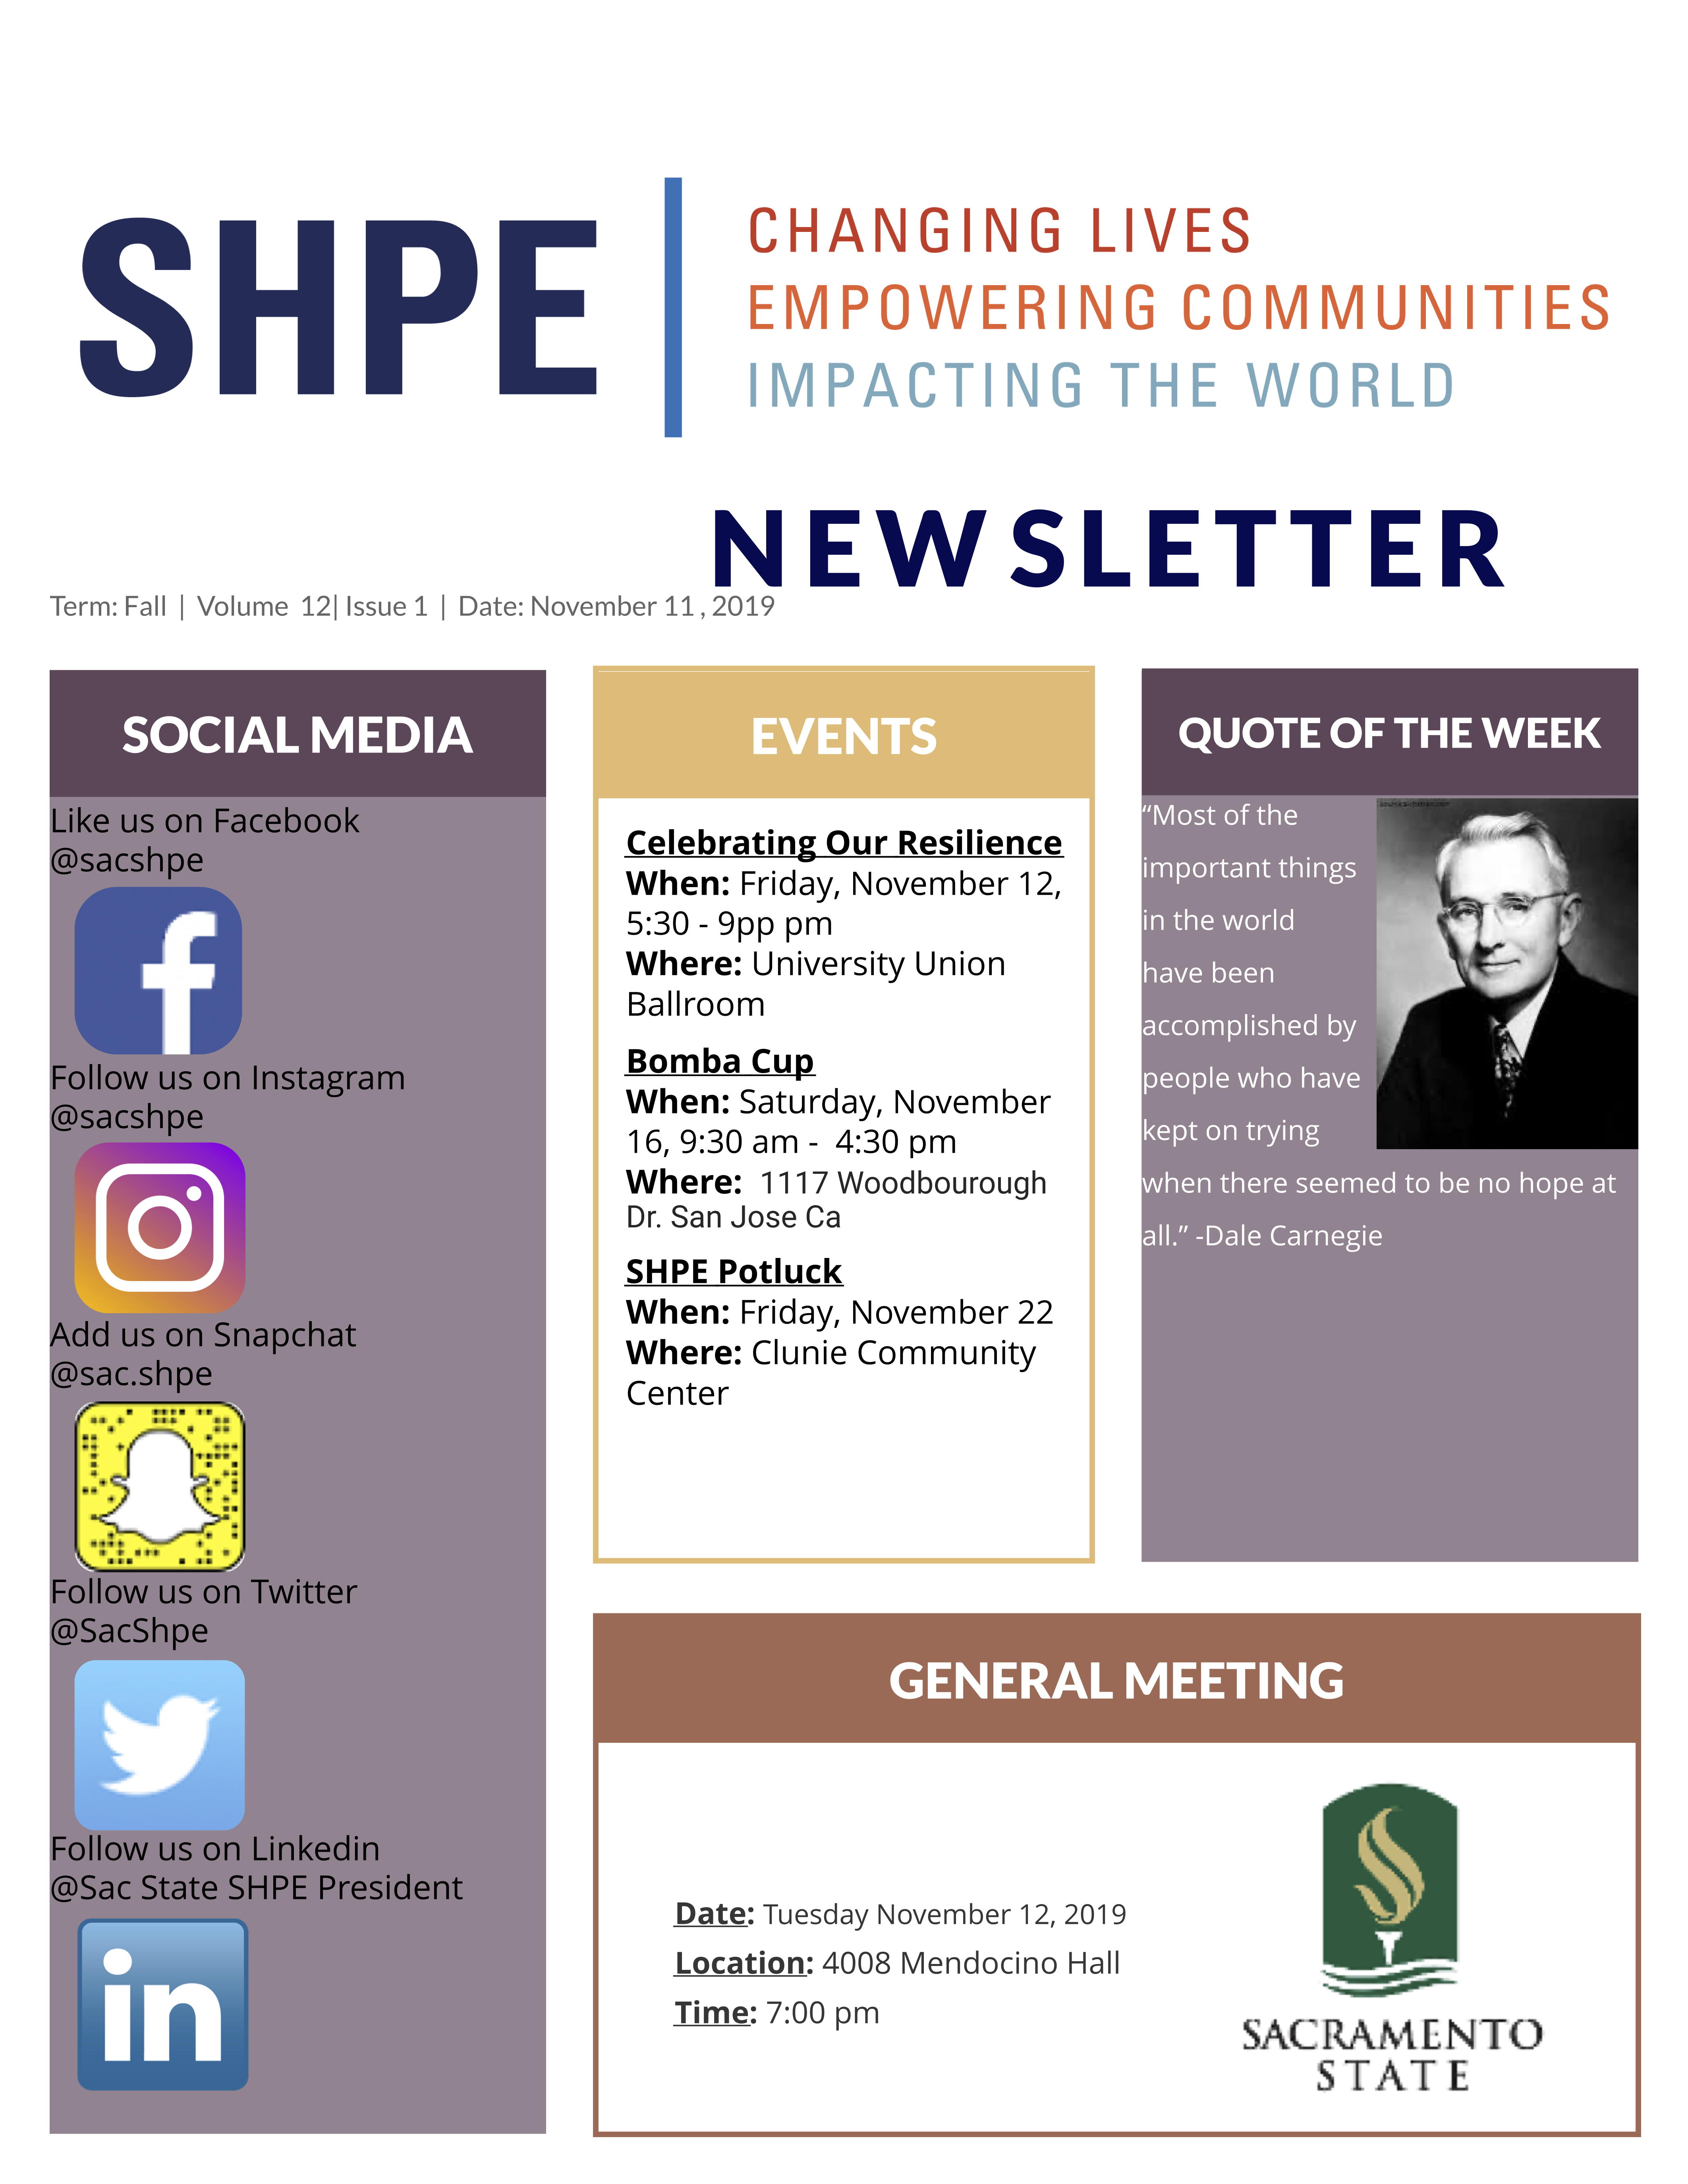 SHPE
CHANGING LIVES
EMPOWERING COMMUNITIES
IMPACTING THE WORLD
NEWSLETTER
Term: Fall | Volume 12| Issue 1 | Date: November 11 , 2019
SOCIAL MEDIA
Like us on Facebook
@sacshpe
f
Follow us on Instagram
@sacshpe
Add us on Snapchat
@sac.shpe
Follow us on Twitter
@SacShpe
Follow us on Linkedin
@Sac State SHPE President
in
EVENTS
Celebrating Our Resilience
When: Friday, November 12,
5:30 - 9pp pm
Where: University Union
Ballroom
Bomba Cup
When: Saturday, November
16, 9:30 am - 4:30 pm
Where: 1117 Woodbourough
Dr. San Jose Ca
SHPE Potluck
When: Friday, November 22
Where: Clunie Community
Center
QUOTE OF THE WEEK
“Most of the
important things
in the world
have been
accomplished by
people who have
kept on trying
when there seemed to be no hope at
all.” -Dale Carnegie
GENERAL MEETING
Date: Tuesday November 12, 2019
Location: 4008 Mendocino Hall
Time: 7:00 pm
SACRAMENTO
STATE